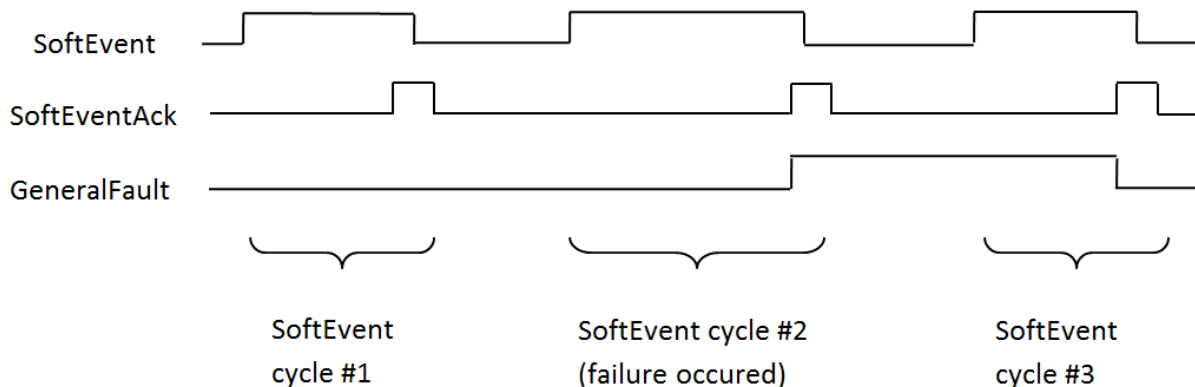 SoftEvent
SoftEventAck
GeneralFault
SoftEvent
cycle #1
SoftEvent cycle #2
(failure occured)
SoftEvent
cycle #3